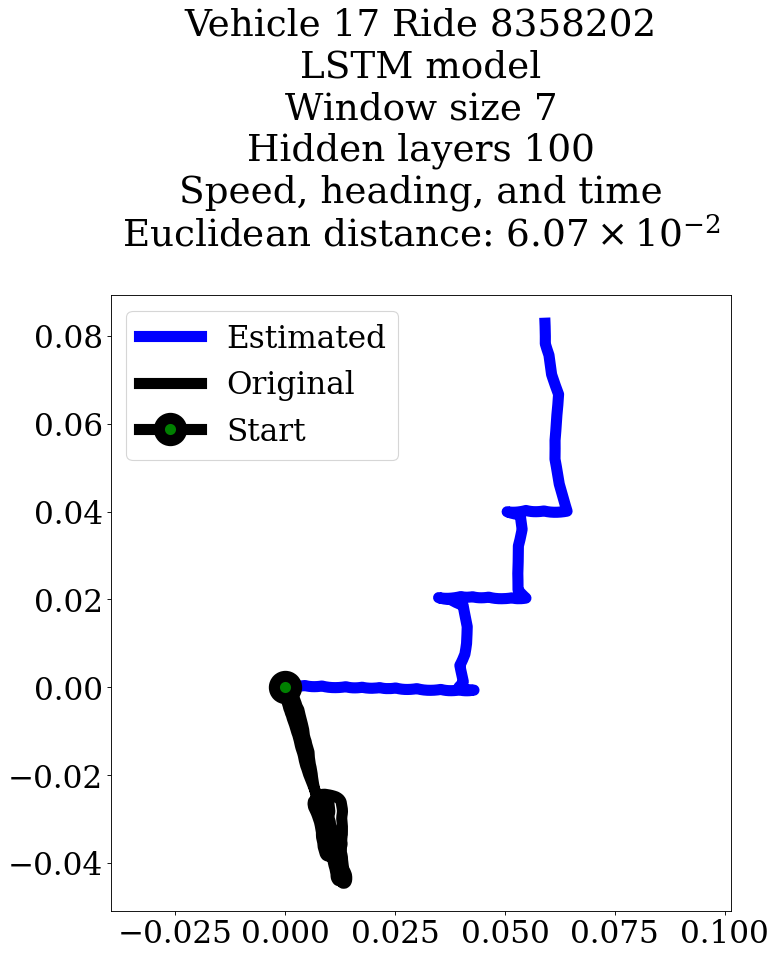 Vehicle 17 Ride 8358202
LSTM model
Window size 7
Hidden layers 100
Speed, heading, and time
Euclidean distance: 6.07 × 10⁻²
Estimated
Original
Start
0.08
0.06
0.04
0.02
0.00
−0.02
−0.04
−0.025 0.000 0.025 0.050 0.075 0.100